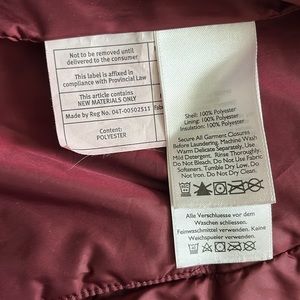 Not to be removed until
delivered to the consumer
This label is affixed in
compliance with Provincial Law
This article contains
NEW MATERIALS ONLY
Made by Reg No. 04T-00502511
Content:
POLYESTER
Shell: 100% Polyester
Lining: 100% Polyester
Insulation: 100% Polyester
Secure All Garment Closures
Before Laundering. Machine Wash
Warm Delicate Separately. Use
Mild Detergent. Rinse Thoroughly.
Do Not Bleach. Do Not Use Fabric
Softeners. Tumble Dry Low. Do
Not Iron. Do Not Dry Clean.
Alle Verschlusse vor dem
Waschen schliessen.
Feinwaschmittel verwenden. Keine
Weichspueler verwenden.